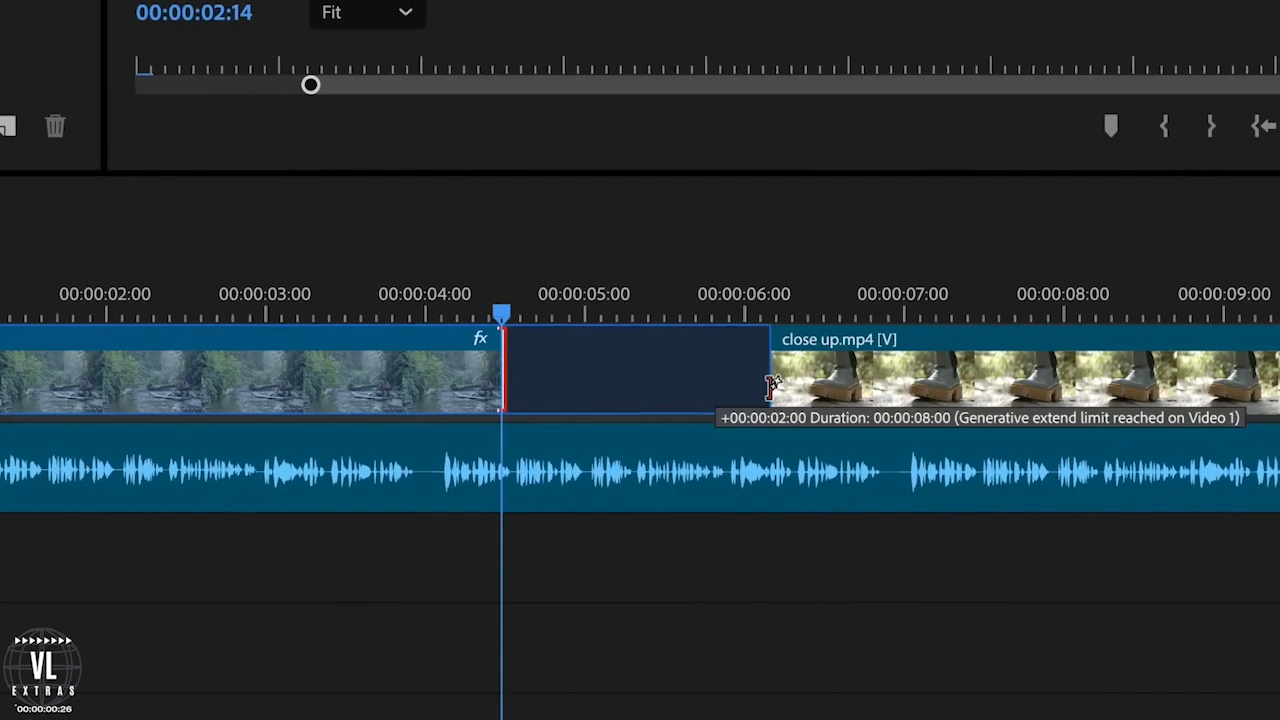 00:00:02:14
Fit
00:00:02:00 00:00:03:00 00:00:04:00 00:00:05:00 00:00:06:00 00:00:07:00 00:00:08:00 00:00:09:00
fx
close up.mp4 [V]
+00:00:02:00 Duration: 00:00:08:00 (Generative extend limit reached on Video 1)
VL
EXTRAS
00:00:00:26